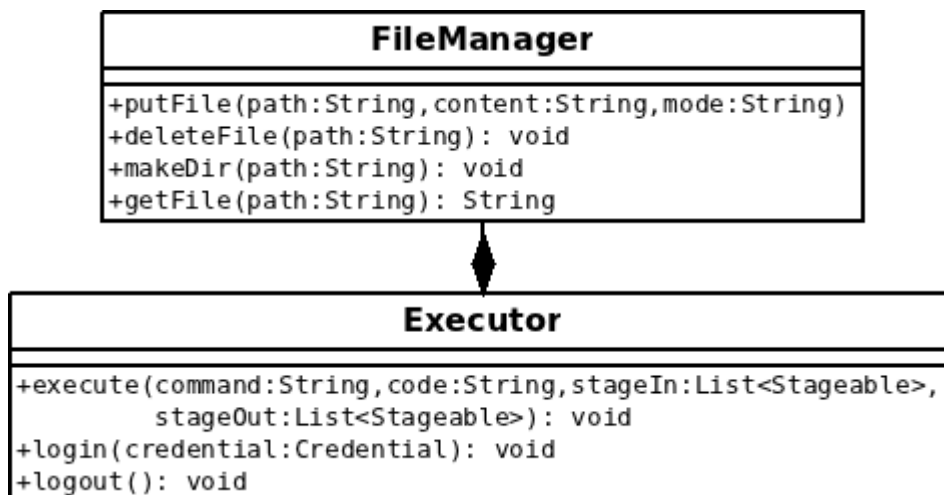 FileManager
+putFile(path:String,content:String,mode:String)
+deleteFile(path:String): void
+makeDir(path:String): void
+getFile(path:String): String
Executor
+execute(command:String,code:String,stageIn:List<Stageable>,
stageOut:List<Stageable>): void
+login(credential:Credential): void
+logout(): void